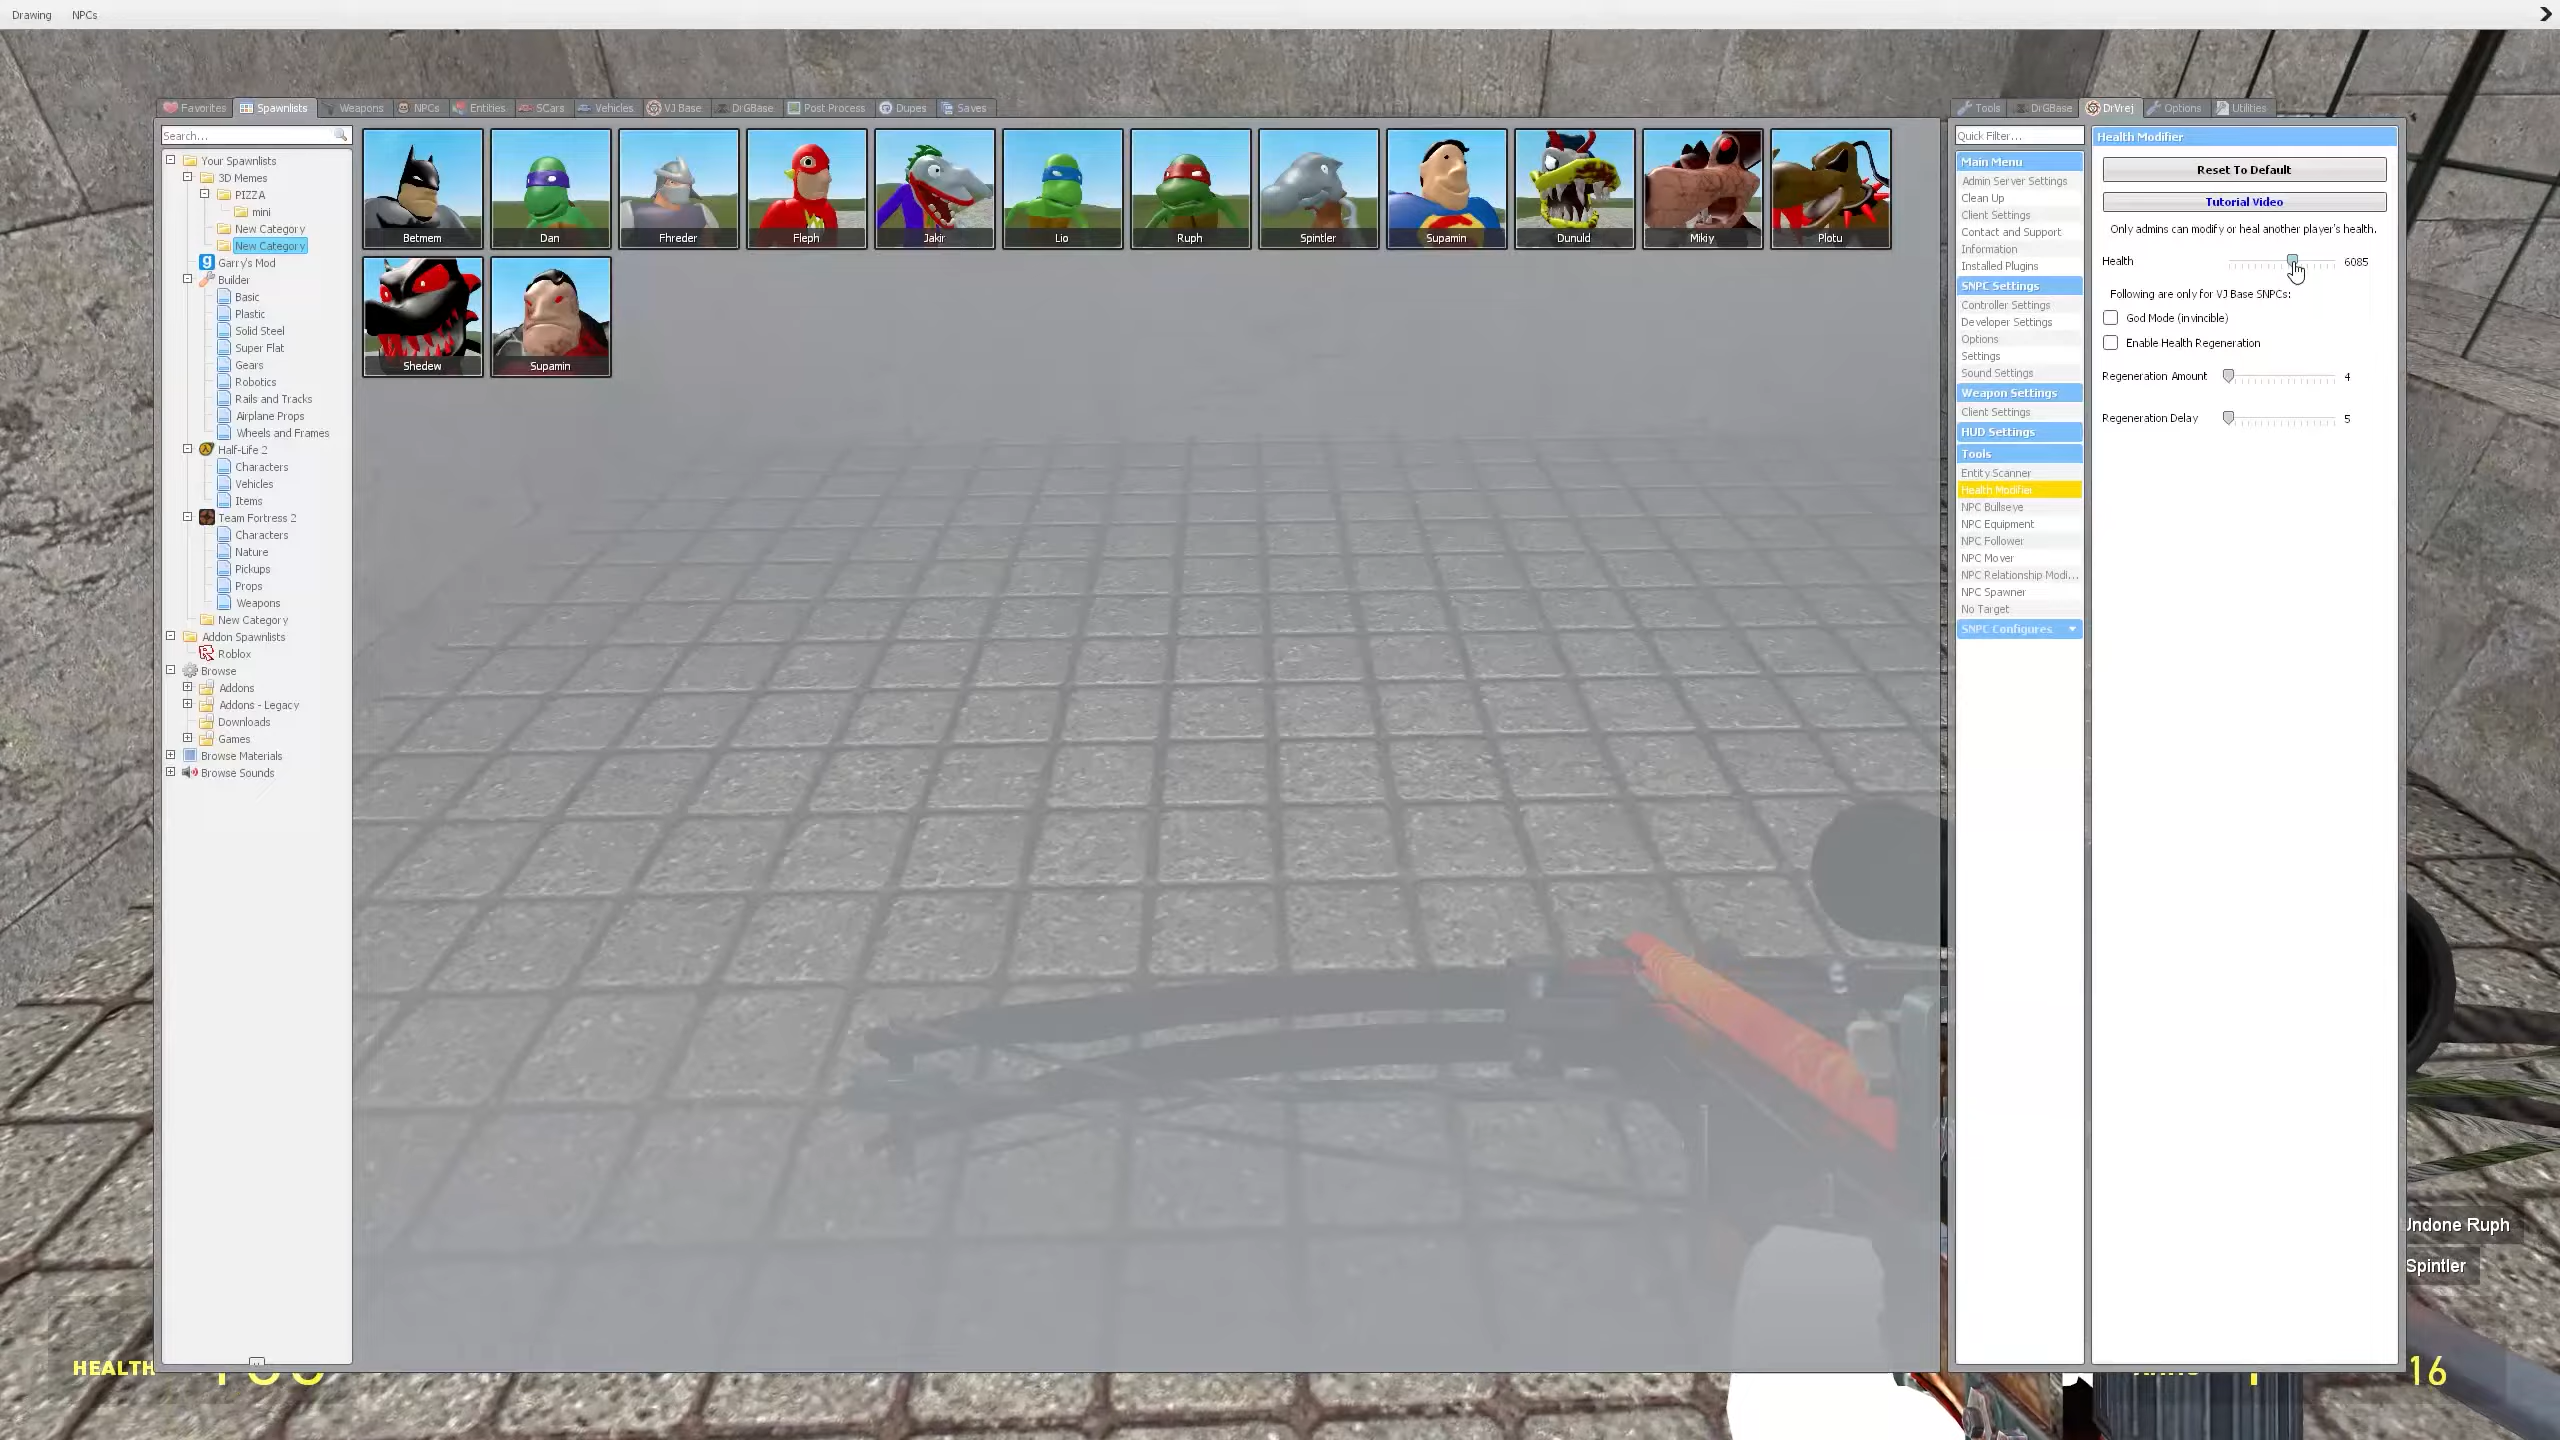 Drawing NPCs
Favorites Spawnlists Weapons NPCs Entities SCars Vehicles VJ Base DrGBase Post Process Dupes Saves
Search...
Your Spawnlists
3D Memes
PIZZA
mini
New Category
New Category
Garry's Mod
Builder
Basic
Plastic
Solid Steel
Super Flat
Gears
Robotics
Rails and Tracks
Airplane Props
Wheels and Frames
Half-Life 2
Characters
Vehicles
Items
Team Fortress 2
Characters
Nature
Pickups
Props
Weapons
New Category
Addon Spawnlists
Roblox
Browse
Addons
Addons - Legacy
Downloads
Games
Browse Materials
Browse Sounds
Betmem Dan Fhreder Fleph Jakir Lio Ruph Spintler Supamin Dunuld Mikiy Plotu
Shedew Supamin
Tools DrGBase DrVrej Options Utilities
Quick Filter...
Main Menu
Admin Server Settings
Clean Up
Client Settings
Contact and Support
Information
Installed Plugins
SNPC Settings
Controller Settings
Developer Settings
Options
Settings
Sound Settings
Weapon Settings
Client Settings
HUD Settings
Tools
Entity Scanner
Health Modifier
NPC Bullseye
NPC Equipment
NPC Follower
NPC Mover
NPC Relationship Modi...
NPC Spawner
No Target
SNPC Configures
Health Modifier
Reset To Default
Tutorial Video
Only admins can modify or heal another player's health.
Health 6085
Following are only for VJ Base SNPCs:
God Mode (invincible)
Enable Health Regeneration
Regeneration Amount 4
Regeneration Delay 5
Undone Ruph
Spintler
HEALTH
16